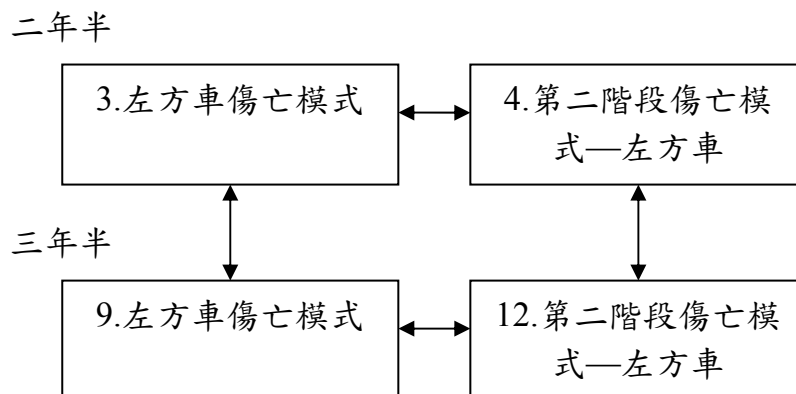 二年半
3.左方車傷亡模式
4.第二階段傷亡模
式—左方車
三年半
9.左方車傷亡模式
12.第二階段傷亡模
式—左方車